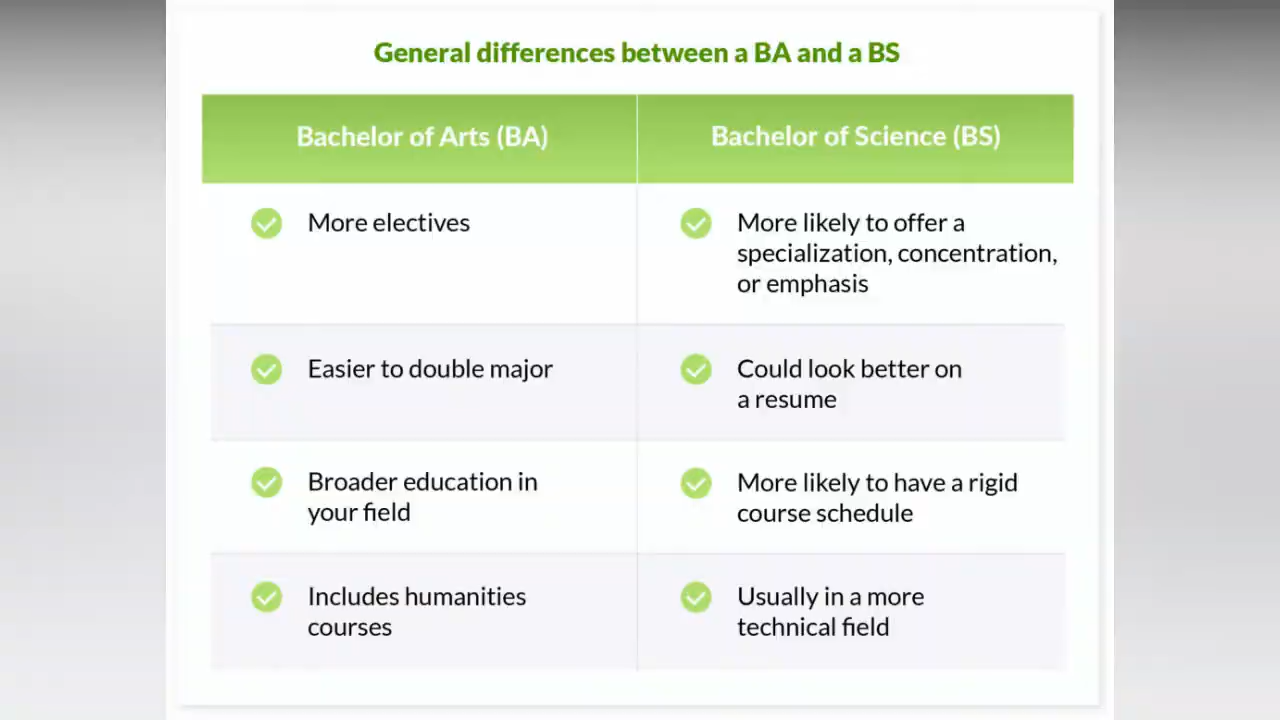 General differences between a BA and a BS
Bachelor of Arts (BA)
Bachelor of Science (BS)
More electives
More likely to offer a
specialization, concentration,
or emphasis
Easier to double major
Could look better on
a resume
Broader education in
your field
More likely to have a rigid
course schedule
Includes humanities
courses
Usually in a more
technical field